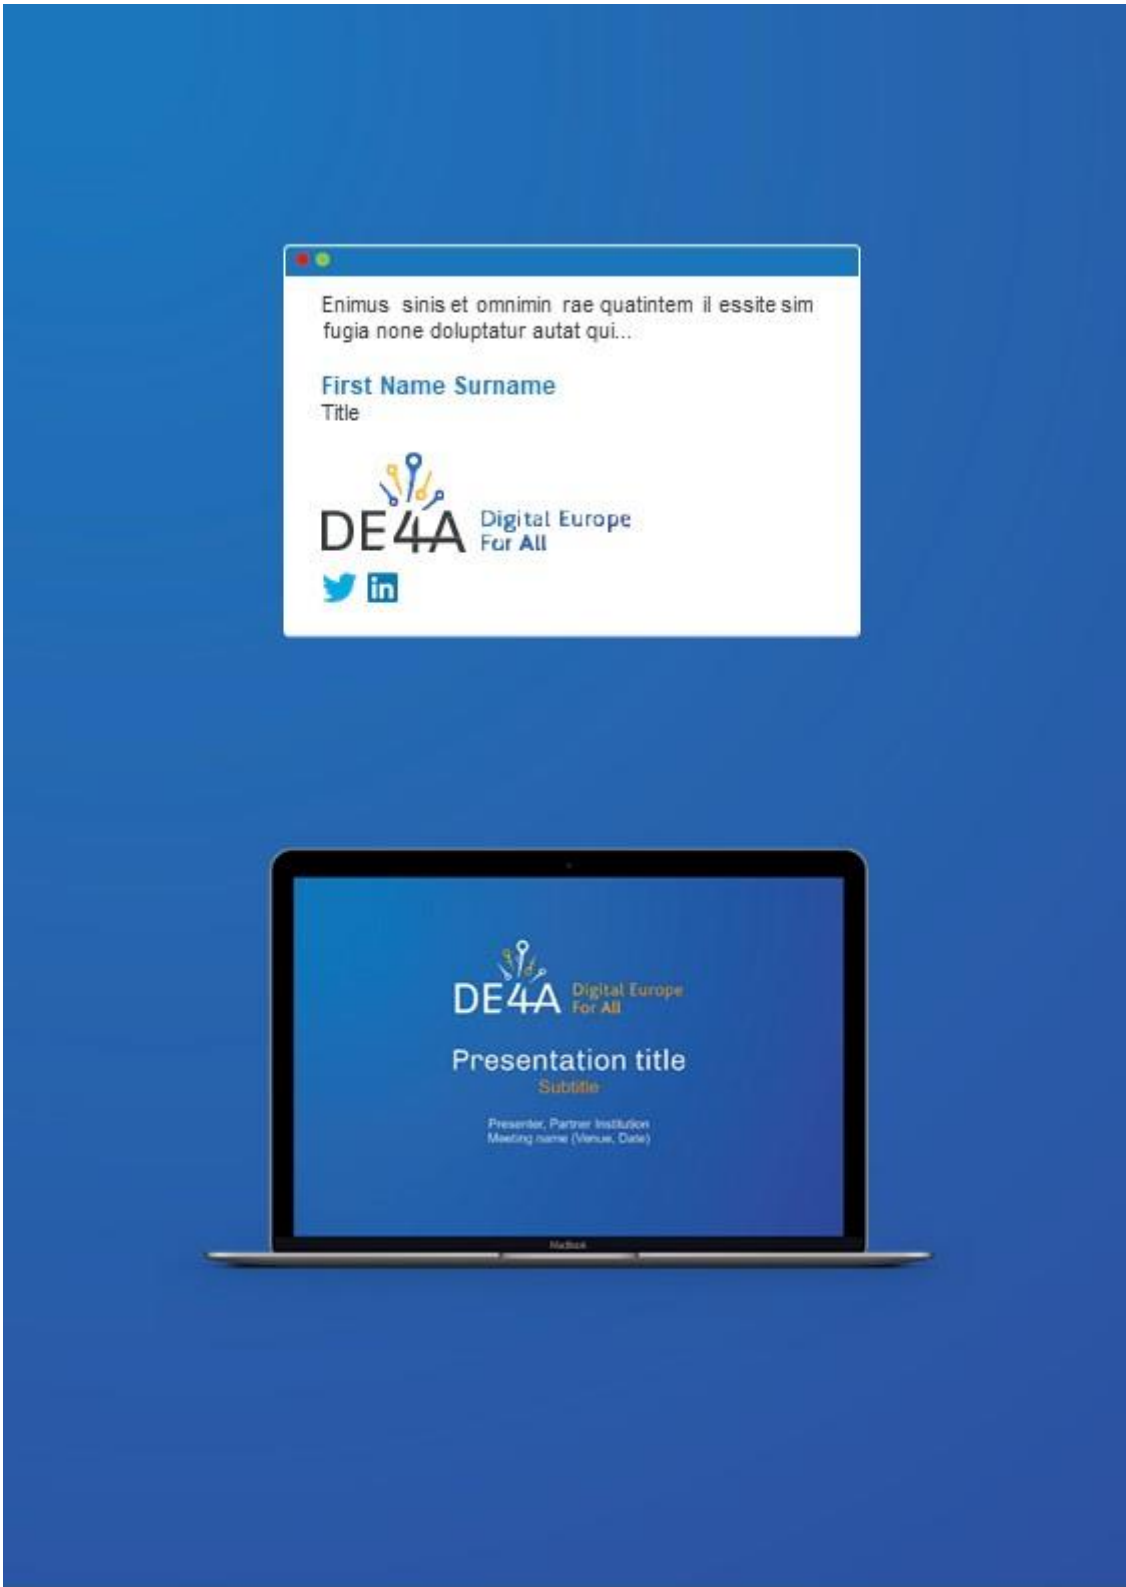 Enimus sinis et omnimin rae quatintem il essite sim
fugia none doluptatur autat qui...
First Name Surname
Title
DE4A Digital Europe
For All
in
DE4A Digital Europe
For All
Presentation title
Subtitle
Presenter, Partner Institution
Meeting name (Venue, Date)
MacBook